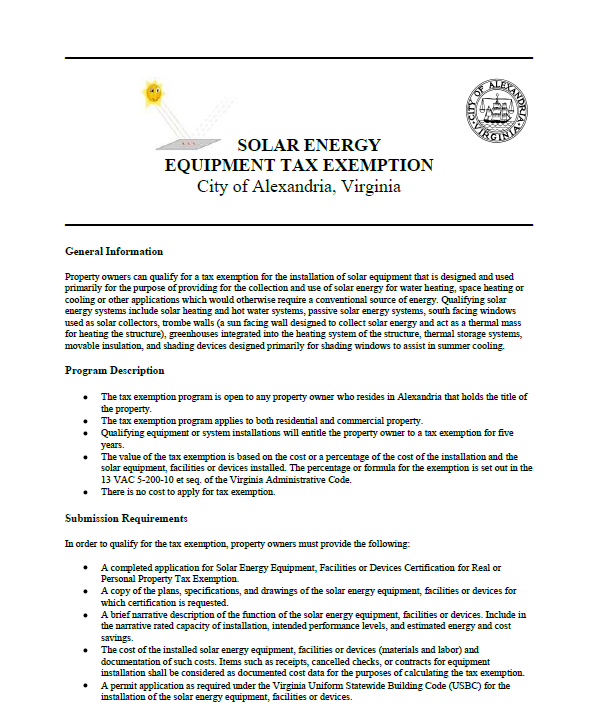 CITY OF ALEXANDRIA
VIRGINIA
SOLAR ENERGY
EQUIPMENT TAX EXEMPTION
City of Alexandria, Virginia
General Information
Property owners can qualify for a tax exemption for the installation of solar equipment that is designed and used
primarily for the purpose of providing for the collection and use of solar energy for water heating, space heating or
cooling or other applications which would otherwise require a conventional source of energy. Qualifying solar
energy systems include solar heating and hot water systems, passive solar energy systems, south facing windows
used as solar collectors, trombe walls (a sun facing wall designed to collect solar energy and act as a thermal mass
for heating the structure), greenhouses integrated into the heating system of the structure, thermal storage systems,
movable insulation, and shading devices designed primarily for shading windows to assist in summer cooling.
Program Description
• The tax exemption program is open to any property owner who resides in Alexandria that holds the title of
the property.
• The tax exemption program applies to both residential and commercial property.
• Qualifying equipment or system installations will entitle the property owner to a tax exemption for five
years.
• The value of the tax exemption is based on the cost or a percentage of the cost of the installation and the
solar equipment, facilities or devices installed. The percentage or formula for the exemption is set out in the
13 VAC 5-200-10 et seq. of the Virginia Administrative Code.
• There is no cost to apply for tax exemption.
Submission Requirements
In order to qualify for the tax exemption, property owners must provide the following:
• A completed application for Solar Energy Equipment, Facilities or Devices Certification for Real or
Personal Property Tax Exemption.
• A copy of the plans, specifications, and drawings of the solar energy equipment, facilities or devices for
which certification is requested.
• A brief narrative description of the function of the solar energy equipment, facilities or devices. Include in
the narrative rated capacity of installation, intended performance levels, and estimated energy and cost
savings.
• The cost of the installed solar energy equipment, facilities or devices (materials and labor) and
documentation of such costs. Items such as receipts, cancelled checks, or contracts for equipment
installation shall be considered as documented cost data for the purposes of calculating the tax exemption.
• A permit application as required under the Virginia Uniform Statewide Building Code (USBC) for the
installation of the solar energy equipment, facilities or devices.